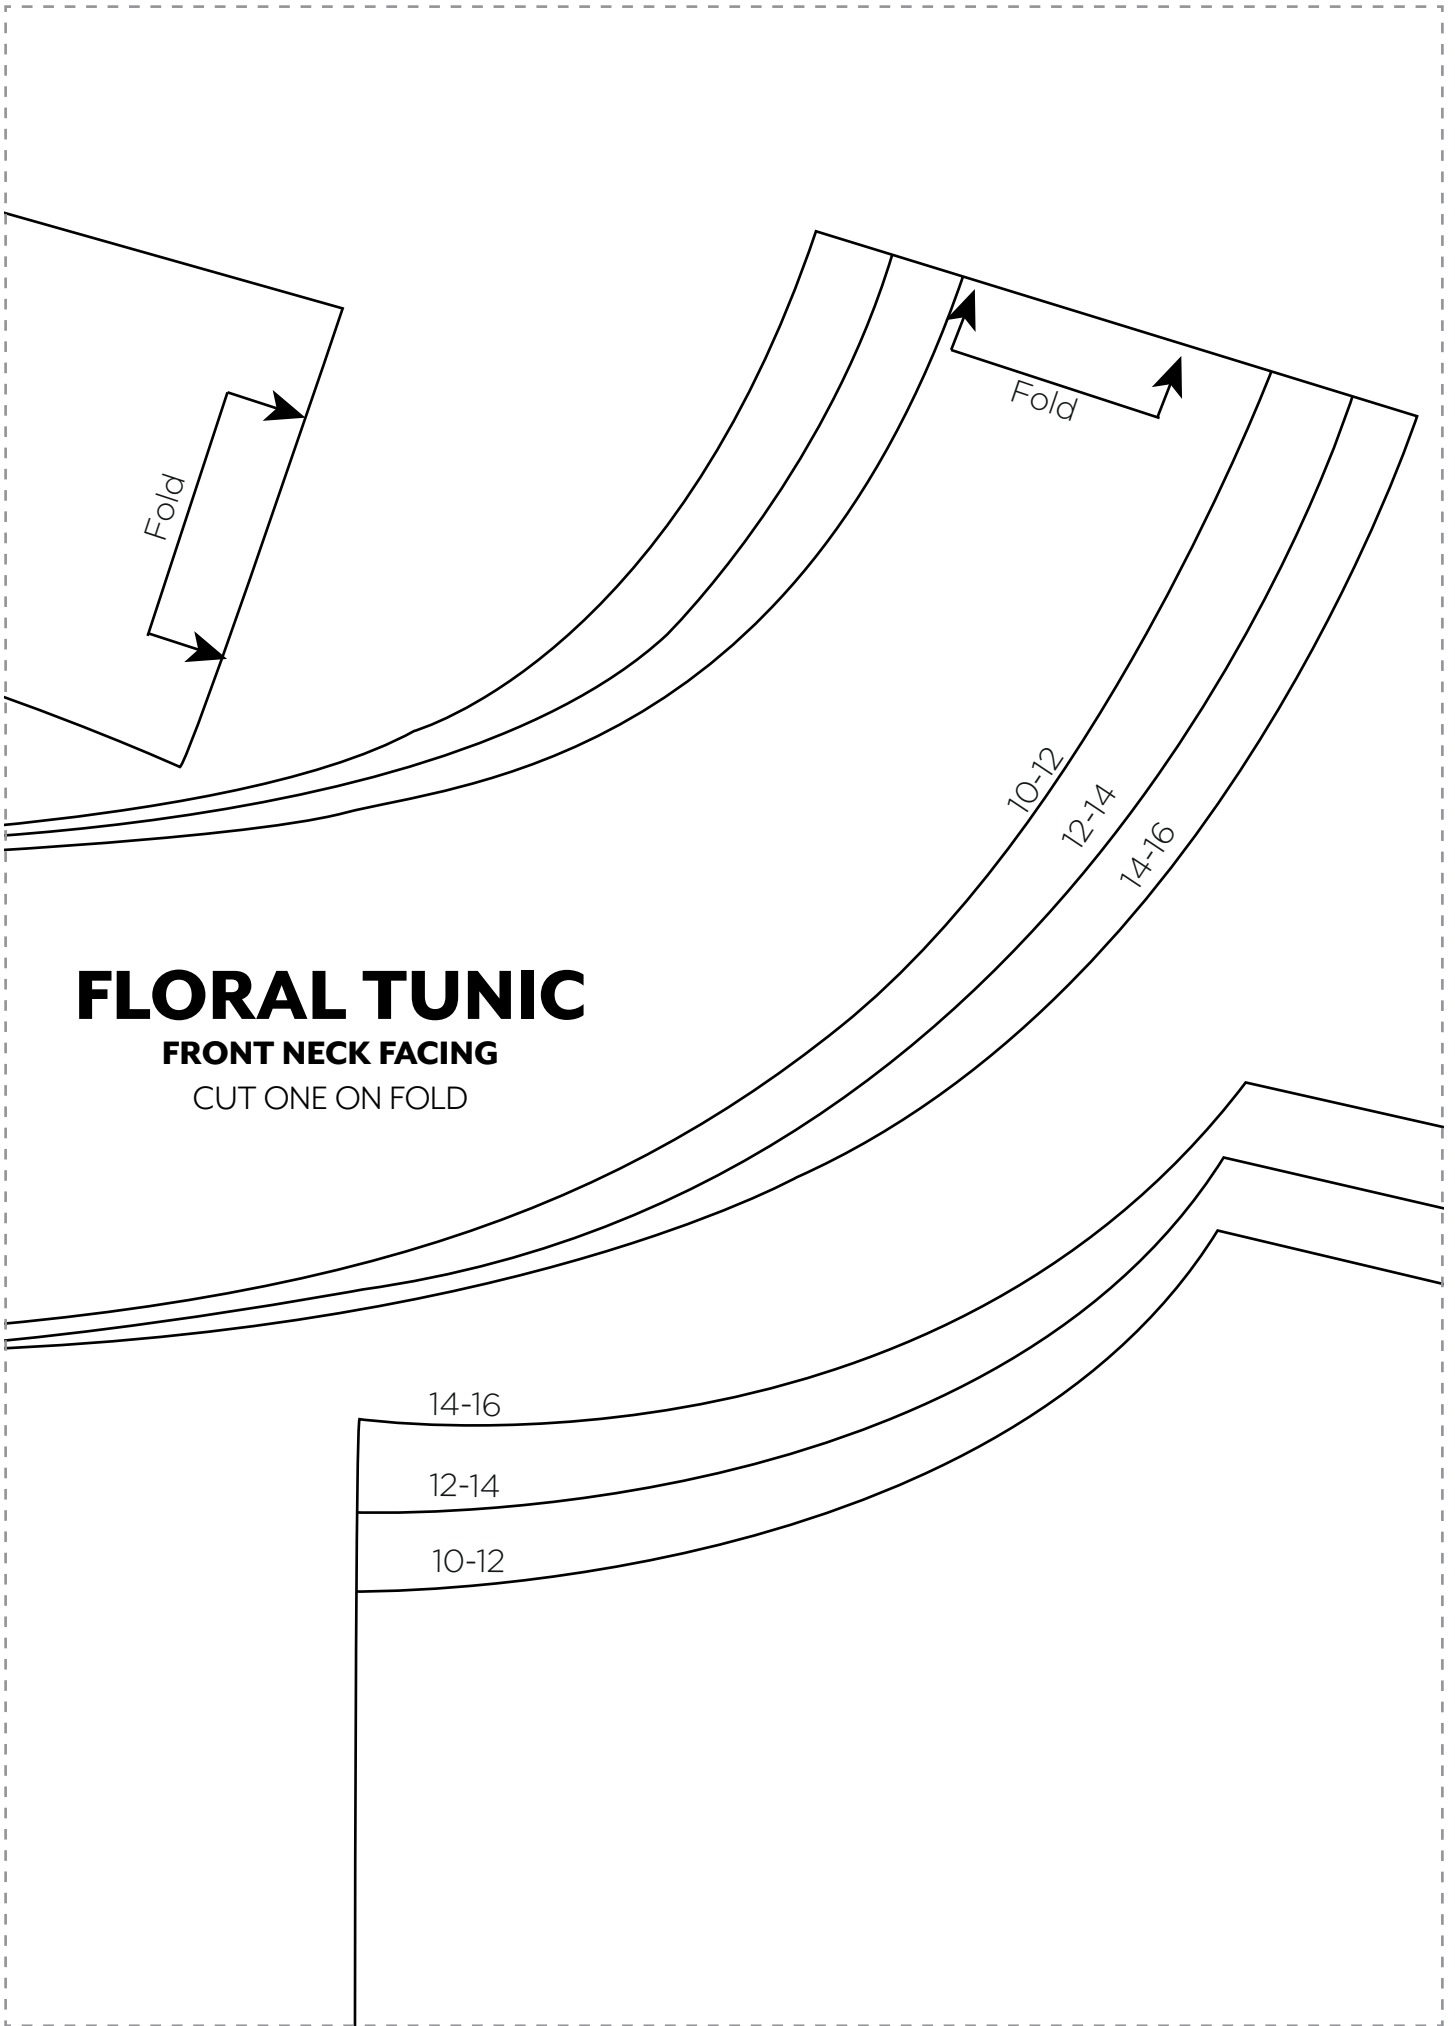 Fold
Fold
10-12
12-14
14-16
FLORAL TUNIC
FRONT NECK FACING
CUT ONE ON FOLD
14-16
12-14
10-12